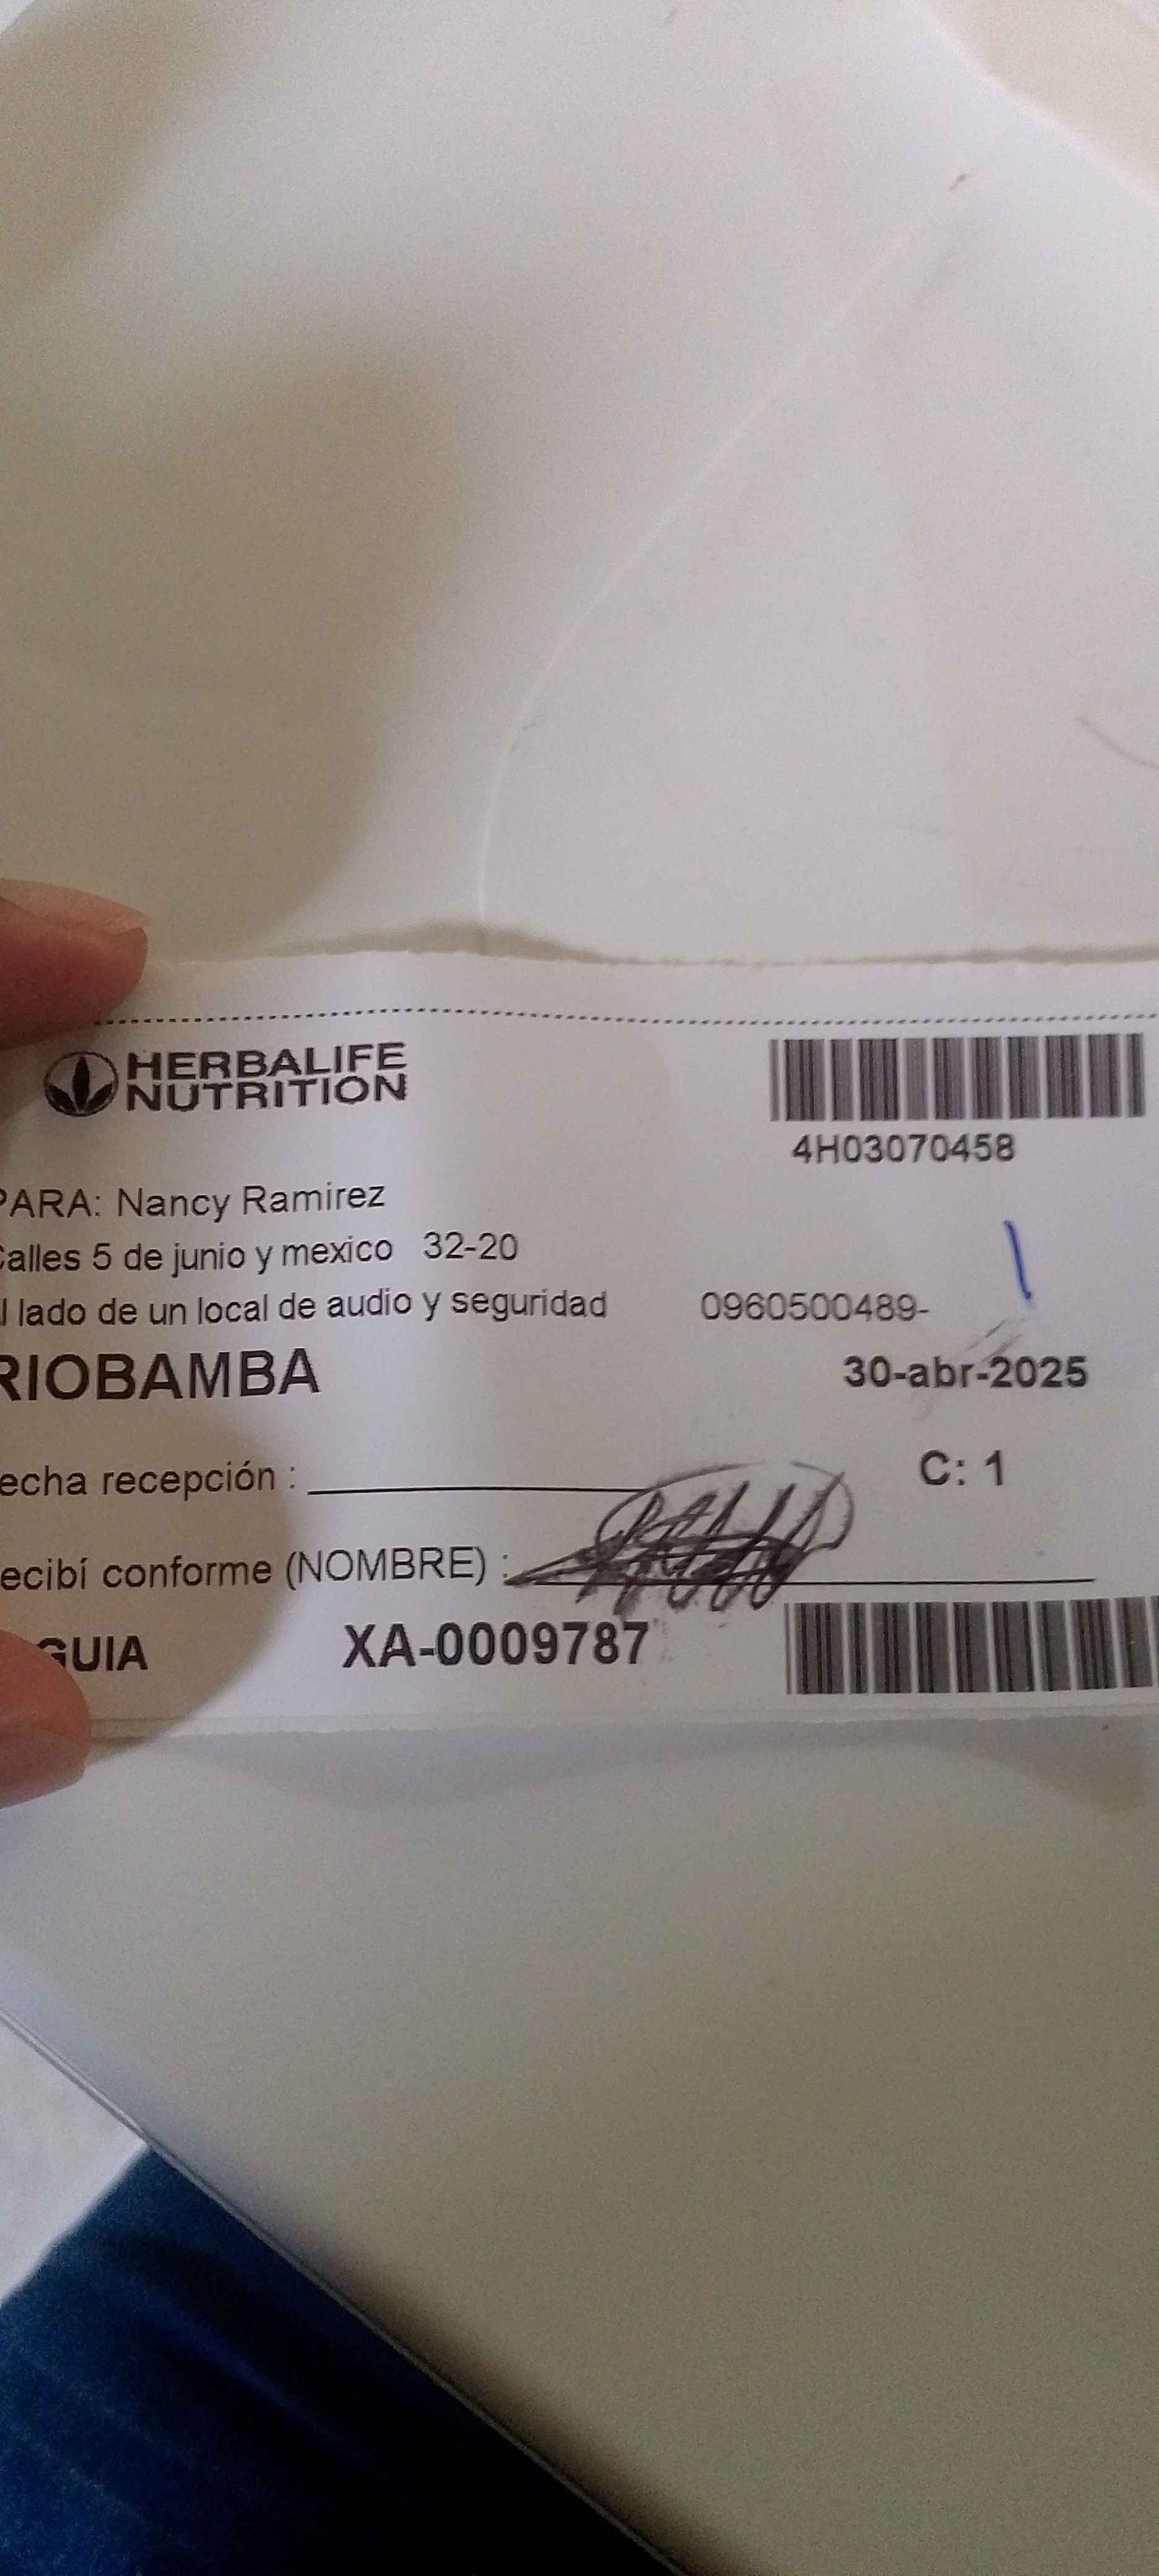 HERBALIFE
NUTRITION
4H03070458
PARA: Nancy Ramirez
Calles 5 de junio y mexico 32-20
l lado de un local de audio y seguridad 0960500489-
RIOBAMBA 30-abr-2025
echa recepción : C: 1
ecibí conforme (NOMBRE) :
GUIA XA-0009787